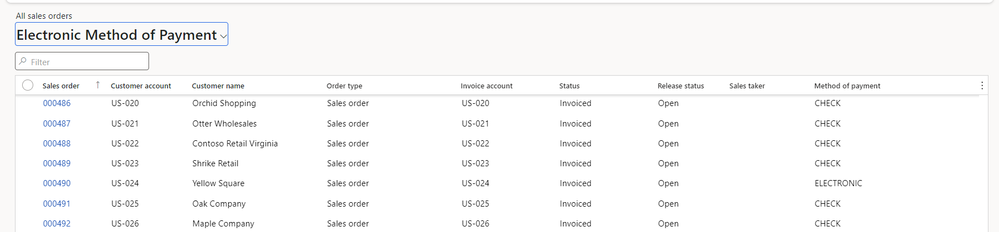 All sales orders
Electronic Method of Payment
Filter
Sales order ↑ Customer account Customer name Order type Invoice account Status Release status Sales taker Method of payment
000486 US-020 Orchid Shopping Sales order US-020 Invoiced Open CHECK
000487 US-021 Otter Wholesales Sales order US-021 Invoiced Open CHECK
000488 US-022 Contoso Retail Virginia Sales order US-022 Invoiced Open CHECK
000489 US-023 Shrike Retail Sales order US-023 Invoiced Open CHECK
000490 US-024 Yellow Square Sales order US-024 Invoiced Open ELECTRONIC
000491 US-025 Oak Company Sales order US-025 Invoiced Open CHECK
000492 US-026 Maple Company Sales order US-026 Invoiced Open CHECK